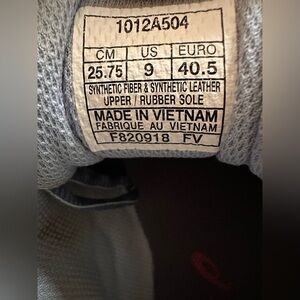 1012A504
CM US EURO
25.75 9 40.5
SYNTHETIC FIBER & SYNTHETIC LEATHER
UPPER / RUBBER SOLE
MADE IN VIETNAM
FABRIQUE AU VIETNAM
F820918 FV